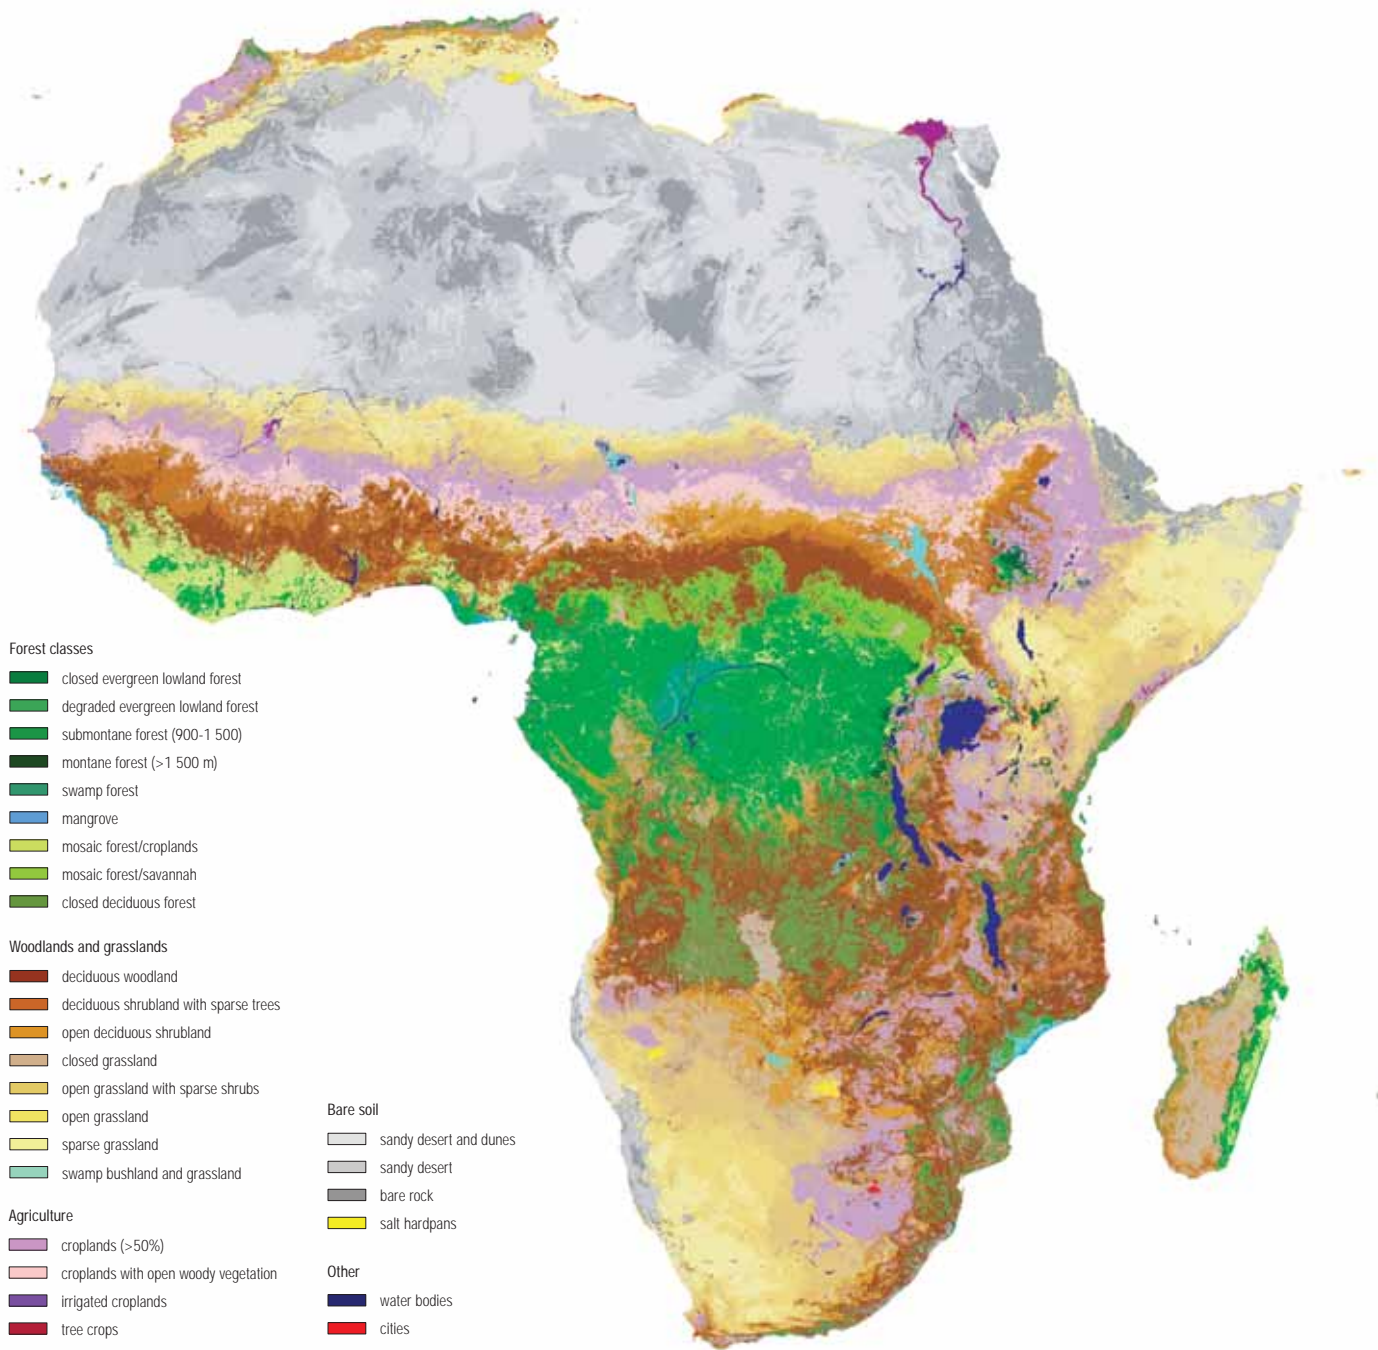 Forest classes
closed evergreen lowland forest
degraded evergreen lowland forest
submontane forest (900-1 500)
montane forest (>1 500 m)
swamp forest
mangrove
mosaic forest/croplands
mosaic forest/savannah
closed deciduous forest
Woodlands and grasslands
deciduous woodland
deciduous shrubland with sparse trees
open deciduous shrubland
closed grassland
open grassland with sparse shrubs
open grassland
sparse grassland
swamp bushland and grassland
Agriculture
croplands (>50%)
croplands with open woody vegetation
irrigated croplands
tree crops
Bare soil
sandy desert and dunes
sandy desert
bare rock
salt hardpans
Other
water bodies
cities